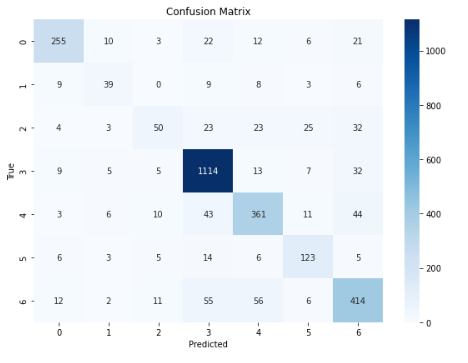 Confusion Matrix
0 255 10 3 22 12 6 21
1 9 39 0 9 8 3 6
2 4 3 50 23 23 25 32
3 9 5 5 1114 13 7 32
4 3 6 10 43 361 11 44
5 6 3 5 14 6 123 5
6 12 2 11 55 56 6 414
0 1 2 3 4 5 6
True
Predicted
1000
800
600
400
200
0